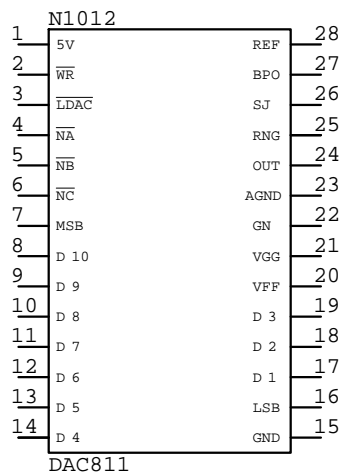 N1012
1 5V REF 28
2 WR BPO 27
3 LDAC SJ 26
4 NA RNG 25
5 NB OUT 24
6 NC AGND 23
7 MSB GN 22
8 D 10 VGG 21
9 D 9 VFF 20
10 D 8 D 3 19
11 D 7 D 2 18
12 D 6 D 1 17
13 D 5 LSB 16
14 D 4 GND 15
DAC811